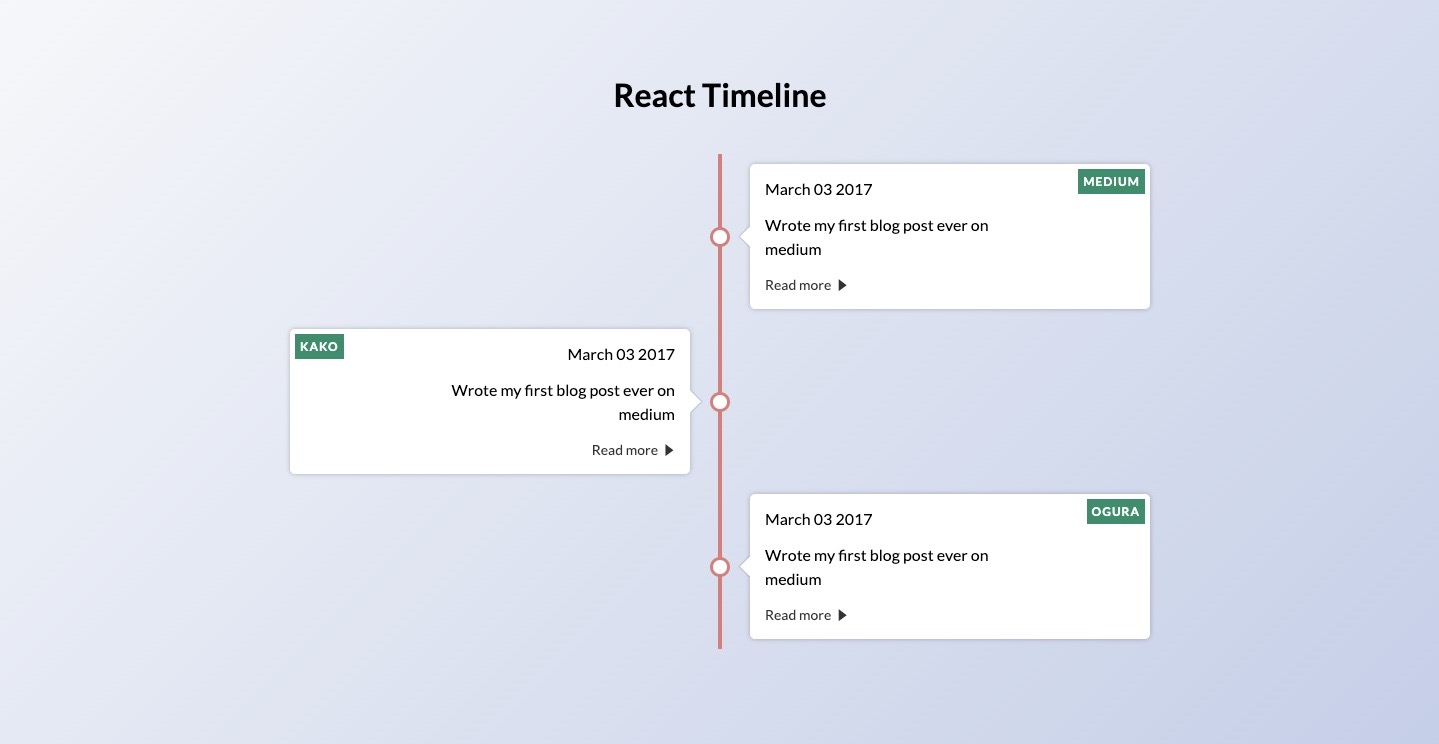 React Timeline
March 03 2017
MEDIUM
Wrote my first blog post ever on
medium
Read more
KAKO
March 03 2017
Wrote my first blog post ever on
medium
Read more
March 03 2017
OGURA
Wrote my first blog post ever on
medium
Read more